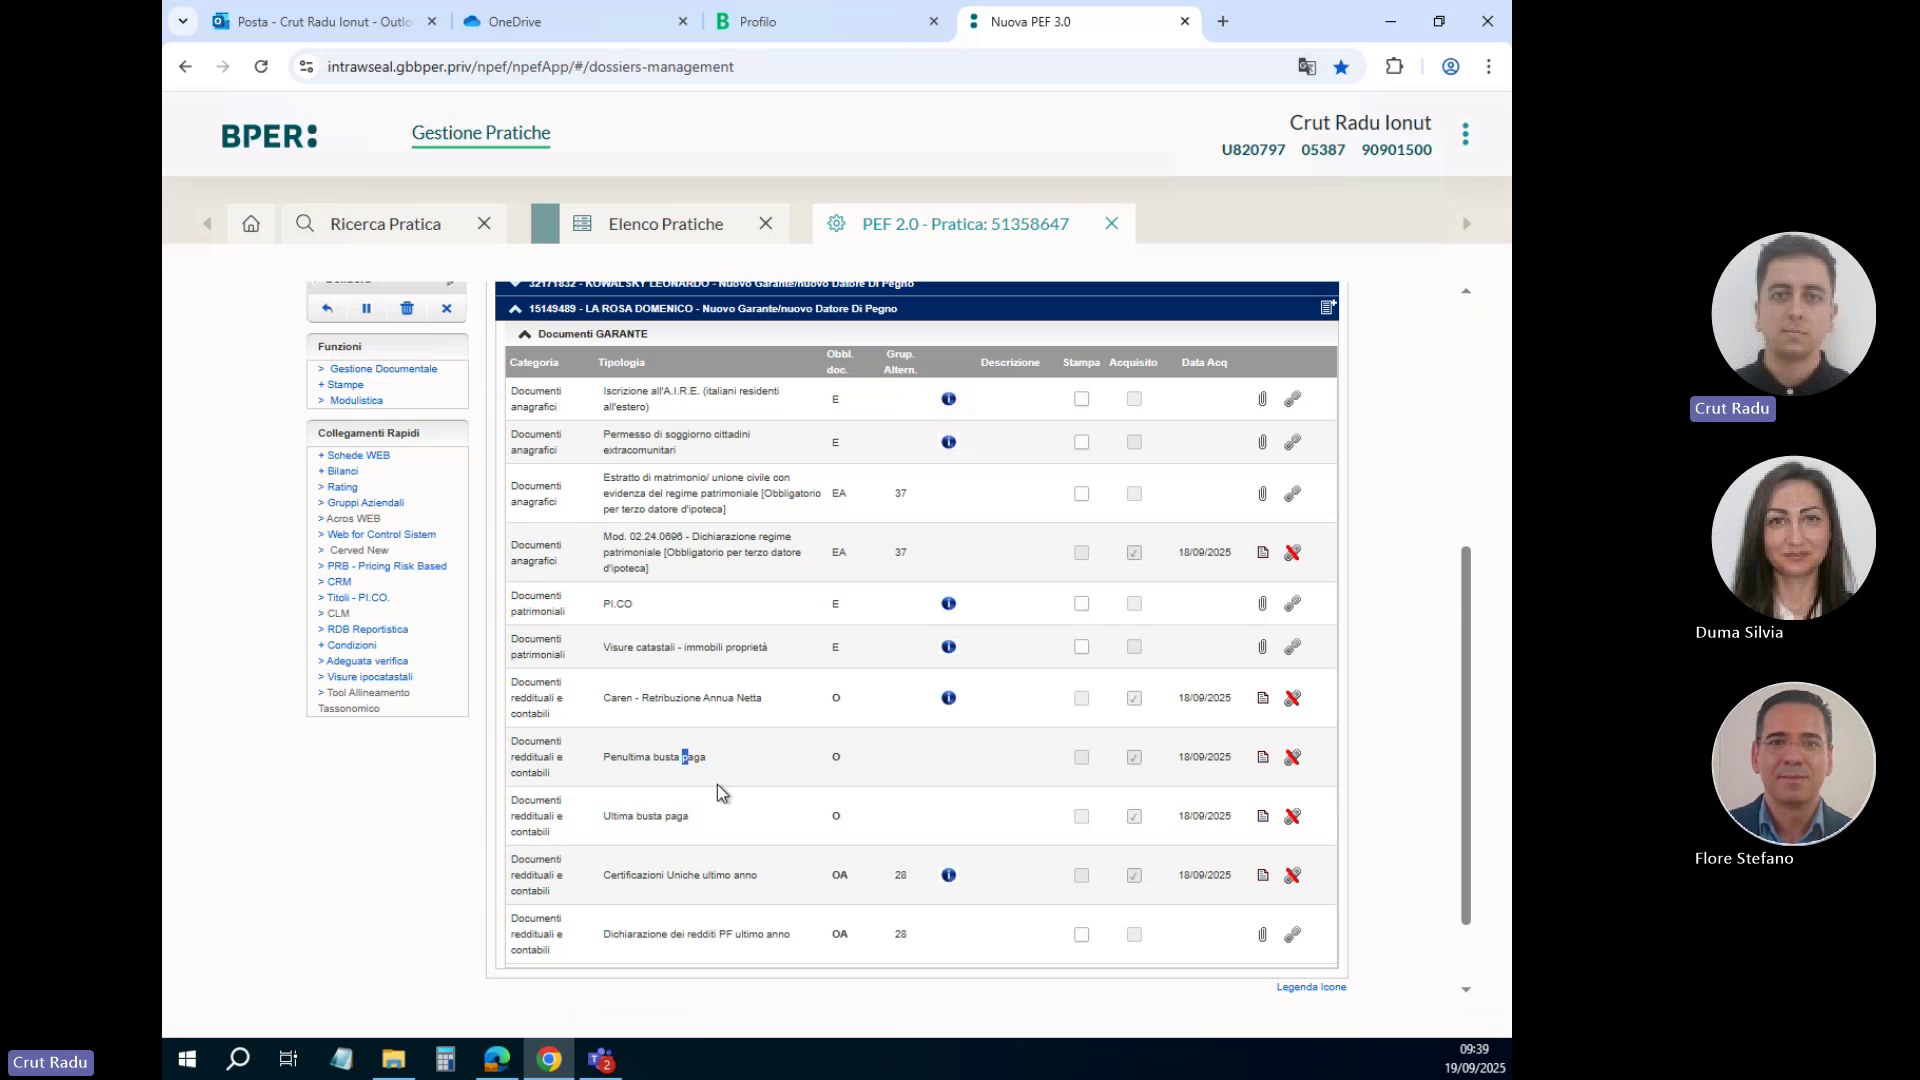 Posta - Crut Radu Ionut - Outlo
OneDrive
Profilo
Nuova PEF 3.0
intrawseal.gbbper.priv/npef/npefApp/#/dossiers-management
BPER:
Gestione Pratiche
Crut Radu Ionut
U820797 05387 90901500
Ricerca Pratica
Elenco Pratiche
PEF 2.0 - Pratica: 51358647
Funzioni
> Gestione Documentale
+ Stampe
> Modulistica
Collegamenti Rapidi
+ Schede WEB
+ Bilanci
> Rating
> Gruppi Aziendali
> Acros WEB
> Web for Control Sistem
> Cerved New
> PRB - Pricing Risk Based
> CRM
> Titoli - PI.CO.
> CLM
> RDB Reportistica
+ Condizioni
> Adeguata verifica
> Visure ipocatastali
> Tool Allineamento
Tassonomico
32171832 - KOWALSKY LEONARDO - Nuovo Garante/nuovo Datore Di Pegno
15149489 - LA ROSA DOMENICO - Nuovo Garante/nuovo Datore Di Pegno
Documenti GARANTE
Categoria Tipologia Obbl. doc. Grup. Altern. Descrizione Stampa Acquisito Data Acq
Documenti anagrafici Iscrizione all'A.I.R.E. (italiani residenti all'estero) E
Documenti anagrafici Permesso di soggiorno cittadini extracomunitari E
Documenti anagrafici Estratto di matrimonio/ unione civile con evidenza del regime patrimoniale [Obbligatorio per terzo datore d'ipoteca] EA 37
Documenti anagrafici Mod. 02.24.0696 - Dichiarazione regime patrimoniale [Obbligatorio per terzo datore d'ipoteca] EA 37 18/09/2025
Documenti patrimoniali PI.CO E
Documenti patrimoniali Visure catastali - immobili proprietà E
Documenti reddituali e contabili Caren - Retribuzione Annua Netta O 18/09/2025
Documenti reddituali e contabili Penultima busta paga O 18/09/2025
Documenti reddituali e contabili Ultima busta paga O 18/09/2025
Documenti reddituali e contabili Certificazioni Uniche ultimo anno OA 28 18/09/2025
Documenti reddituali e contabili Dichiarazione dei redditi PF ultimo anno OA 28
Legenda Icone
Crut Radu
Duma Silvia
Flore Stefano
Crut Radu
2
09:39
19/09/2025